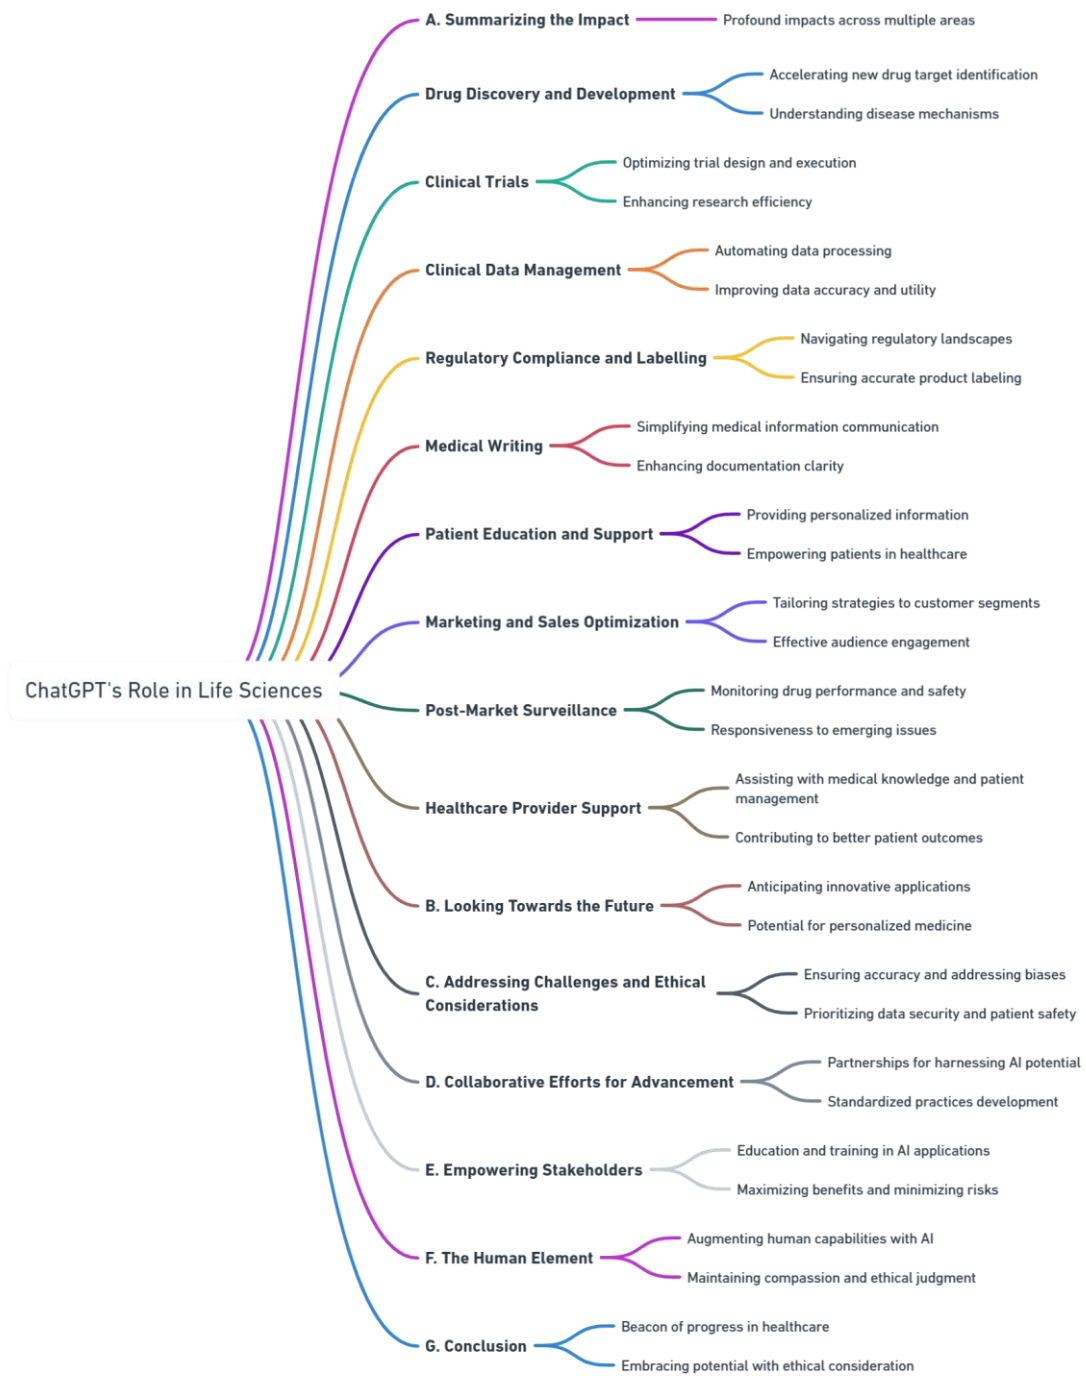 A. Summarizing the Impact
Profound impacts across multiple areas
Drug Discovery and Development
Accelerating new drug target identification
Understanding disease mechanisms
Clinical Trials
Optimizing trial design and execution
Enhancing research efficiency
Clinical Data Management
Automating data processing
Improving data accuracy and utility
Regulatory Compliance and Labelling
Navigating regulatory landscapes
Ensuring accurate product labeling
Medical Writing
Simplifying medical information communication
Enhancing documentation clarity
Patient Education and Support
Providing personalized information
Empowering patients in healthcare
Marketing and Sales Optimization
Tailoring strategies to customer segments
Effective audience engagement
ChatGPT's Role in Life Sciences
Post-Market Surveillance
Monitoring drug performance and safety
Responsiveness to emerging issues
Healthcare Provider Support
Assisting with medical knowledge and patient
management
Contributing to better patient outcomes
B. Looking Towards the Future
Anticipating innovative applications
Potential for personalized medicine
C. Addressing Challenges and Ethical
Considerations
Ensuring accuracy and addressing biases
Prioritizing data security and patient safety
D. Collaborative Efforts for Advancement
Partnerships for harnessing AI potential
Standardized practices development
E. Empowering Stakeholders
Education and training in AI applications
Maximizing benefits and minimizing risks
F. The Human Element
Augmenting human capabilities with AI
Maintaining compassion and ethical judgment
G. Conclusion
Beacon of progress in healthcare
Embracing potential with ethical consideration